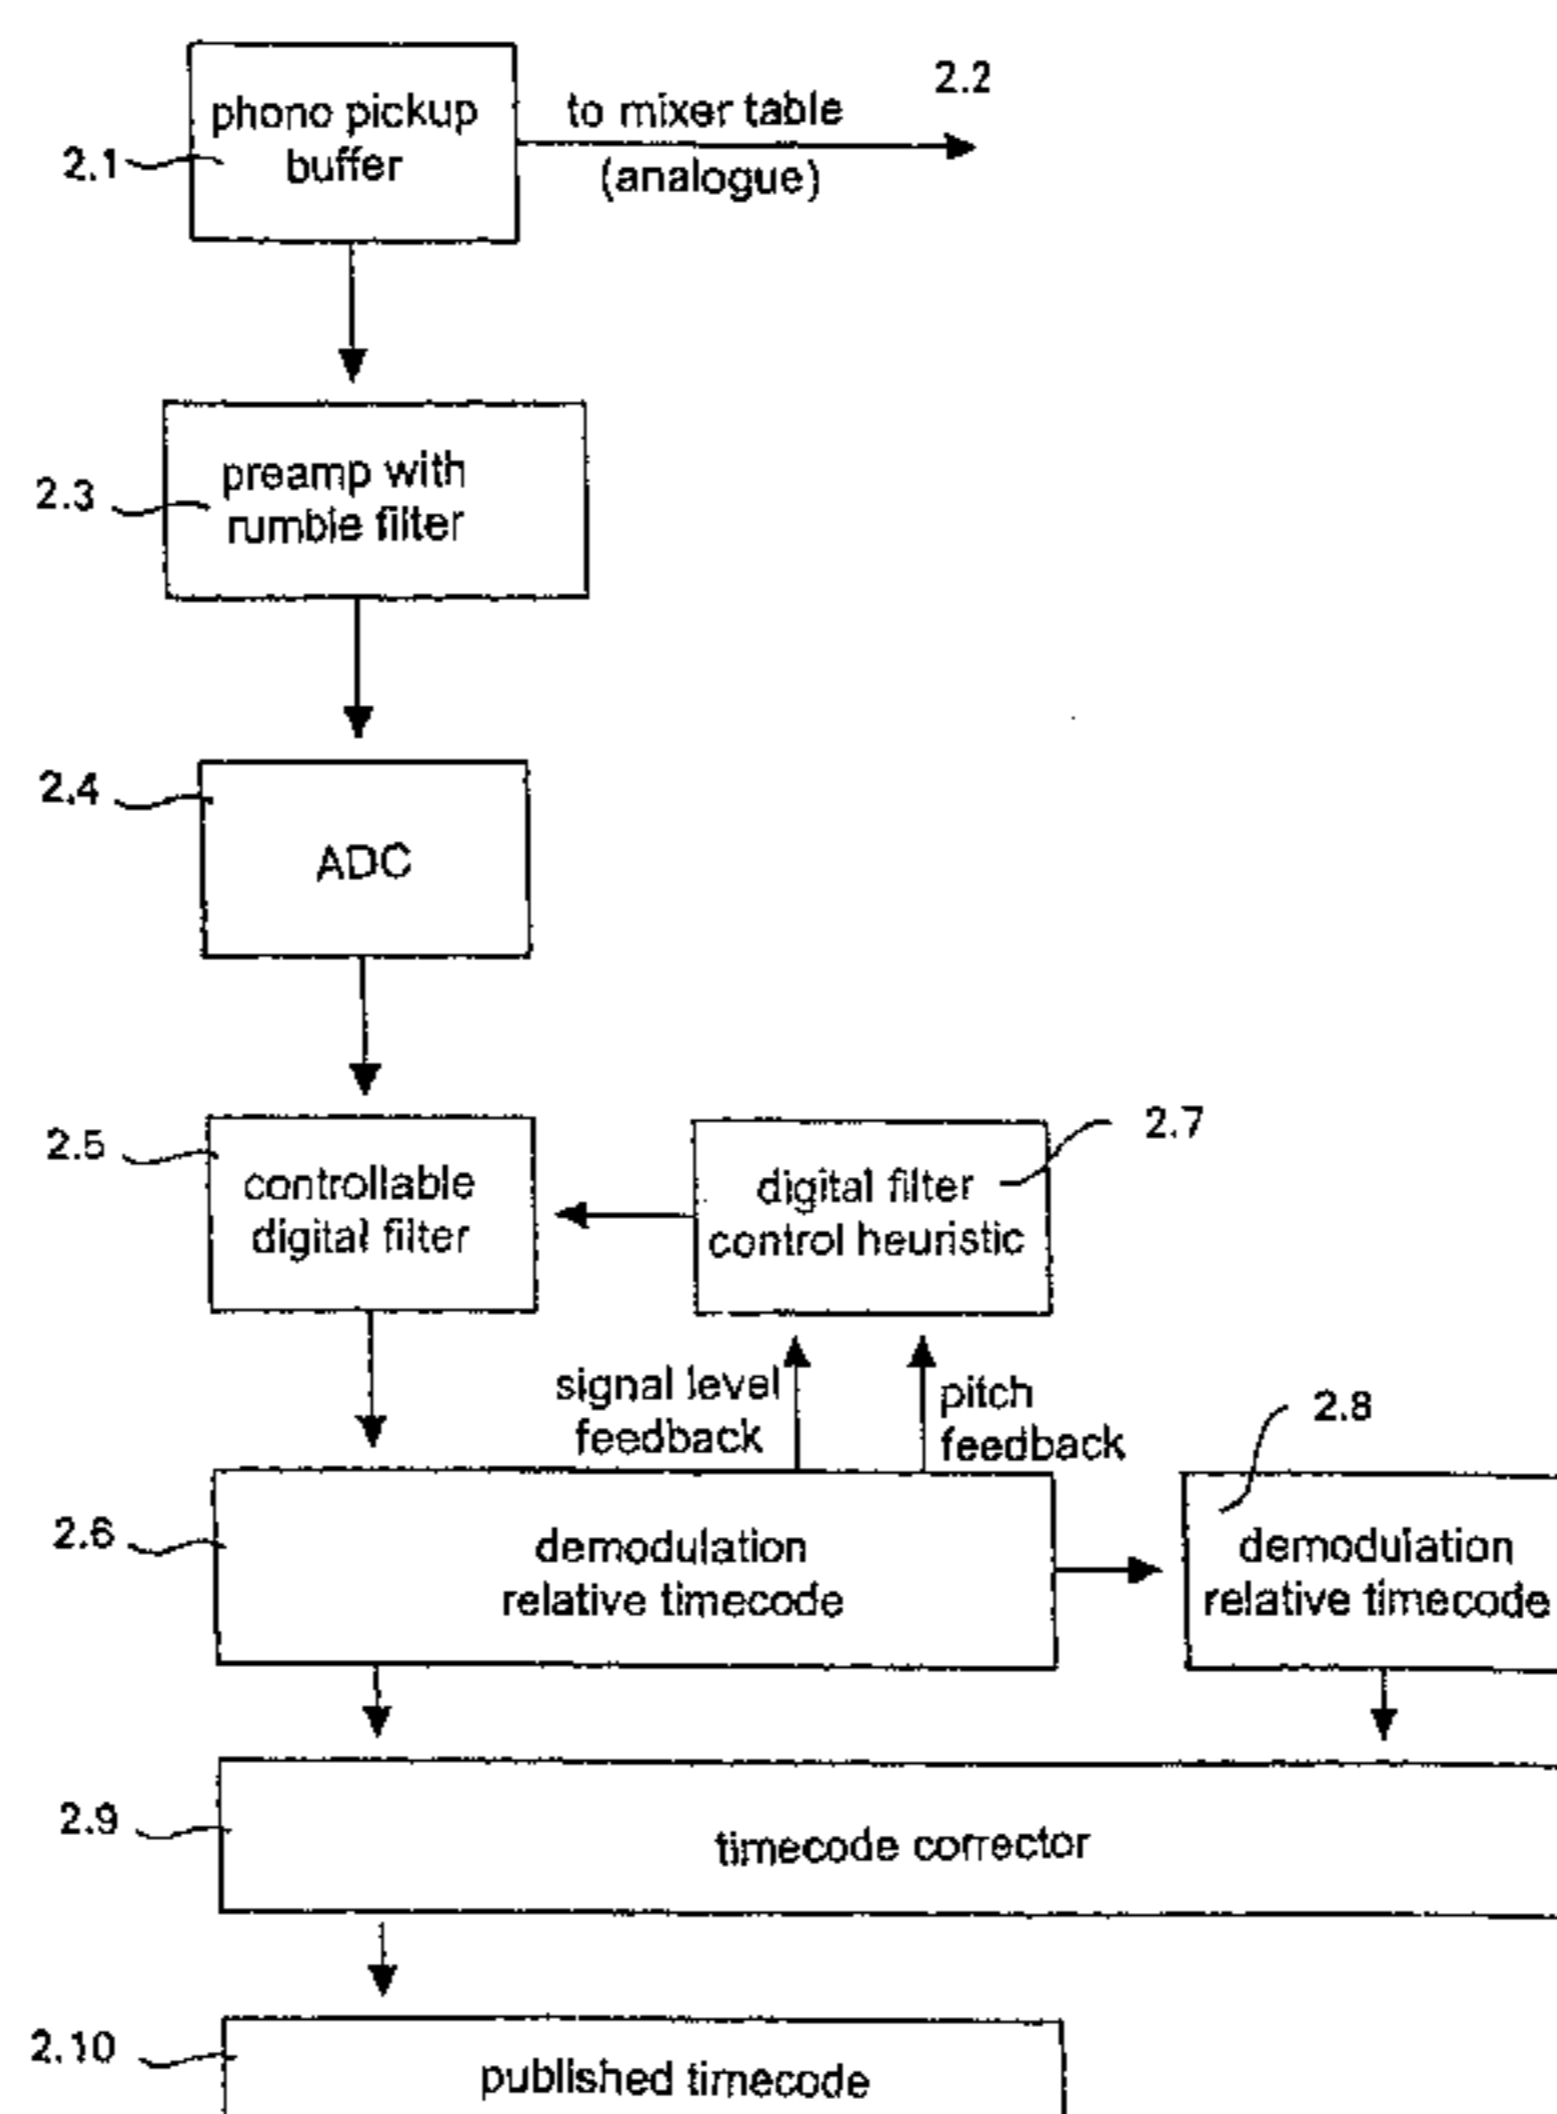 phono pickup
buffer
2.1
to mixer table
(analogue)
2.2
preamp with
rumble filter
2.3
2.4
ADC
2.5
controllable
digital filter
digital filter
control heuristic
2.7
signal level
feedback
pitch
feedback
2.8
2.6
demodulation
relative timecode
demodulation
relative timecode
2.9
timecode corrector
2.10
published timecode